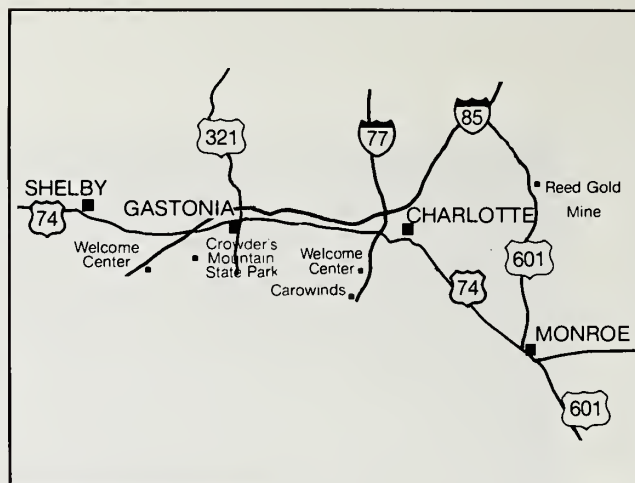 85
77
321
SHELBY
Reed Gold
Mine
GASTONIA
74
CHARLOTTE
Crowder's
Mountain
State Park
Welcome
Center
Welcome
Center
601
Carowinds
74
MONROE
601